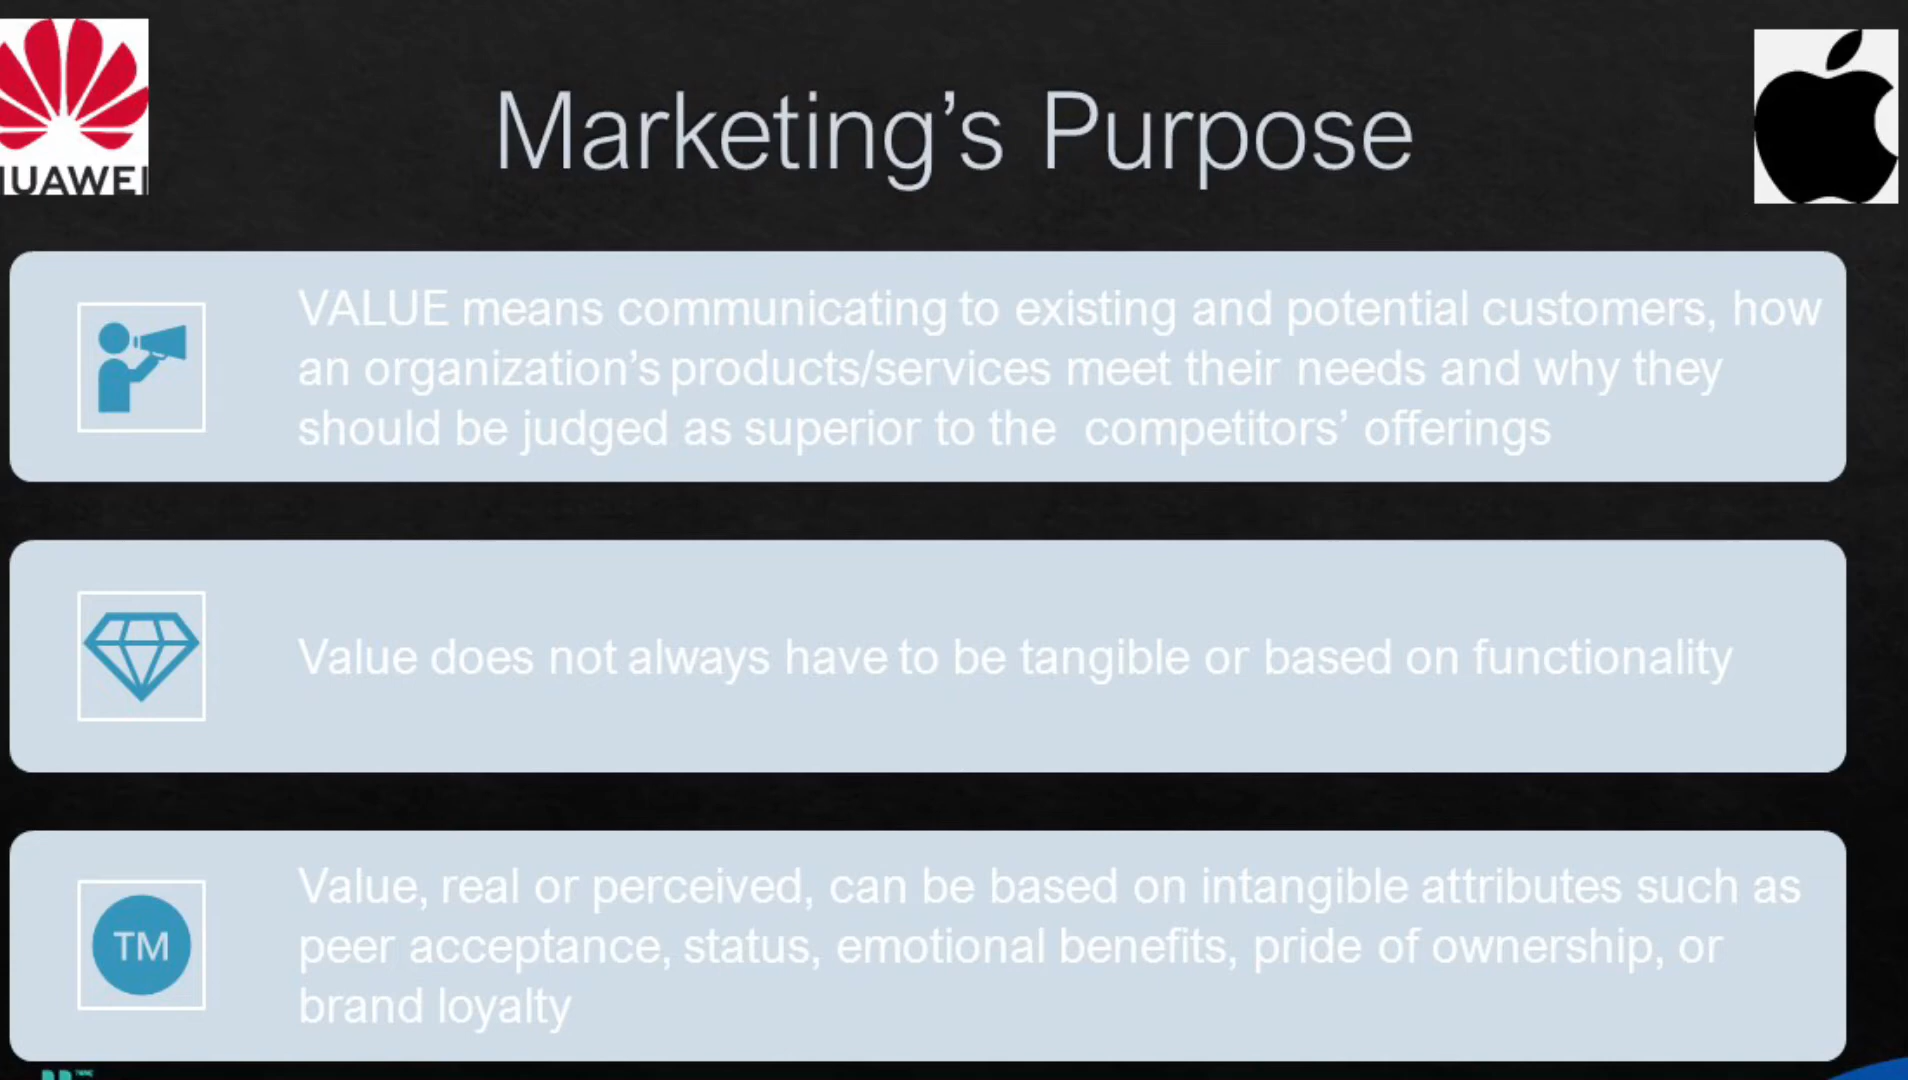 HUAWEI
Marketing's Purpose
VALUE means communicating to existing and potential customers, how
an organization's products/services meet their needs and why they
should be judged as superior to the competitors' offerings
Value does not always have to be tangible or based on functionality
TM
Value, real or perceived, can be based on intangible attributes such as
peer acceptance, status, emotional benefits, pride of ownership, or
brand loyalty